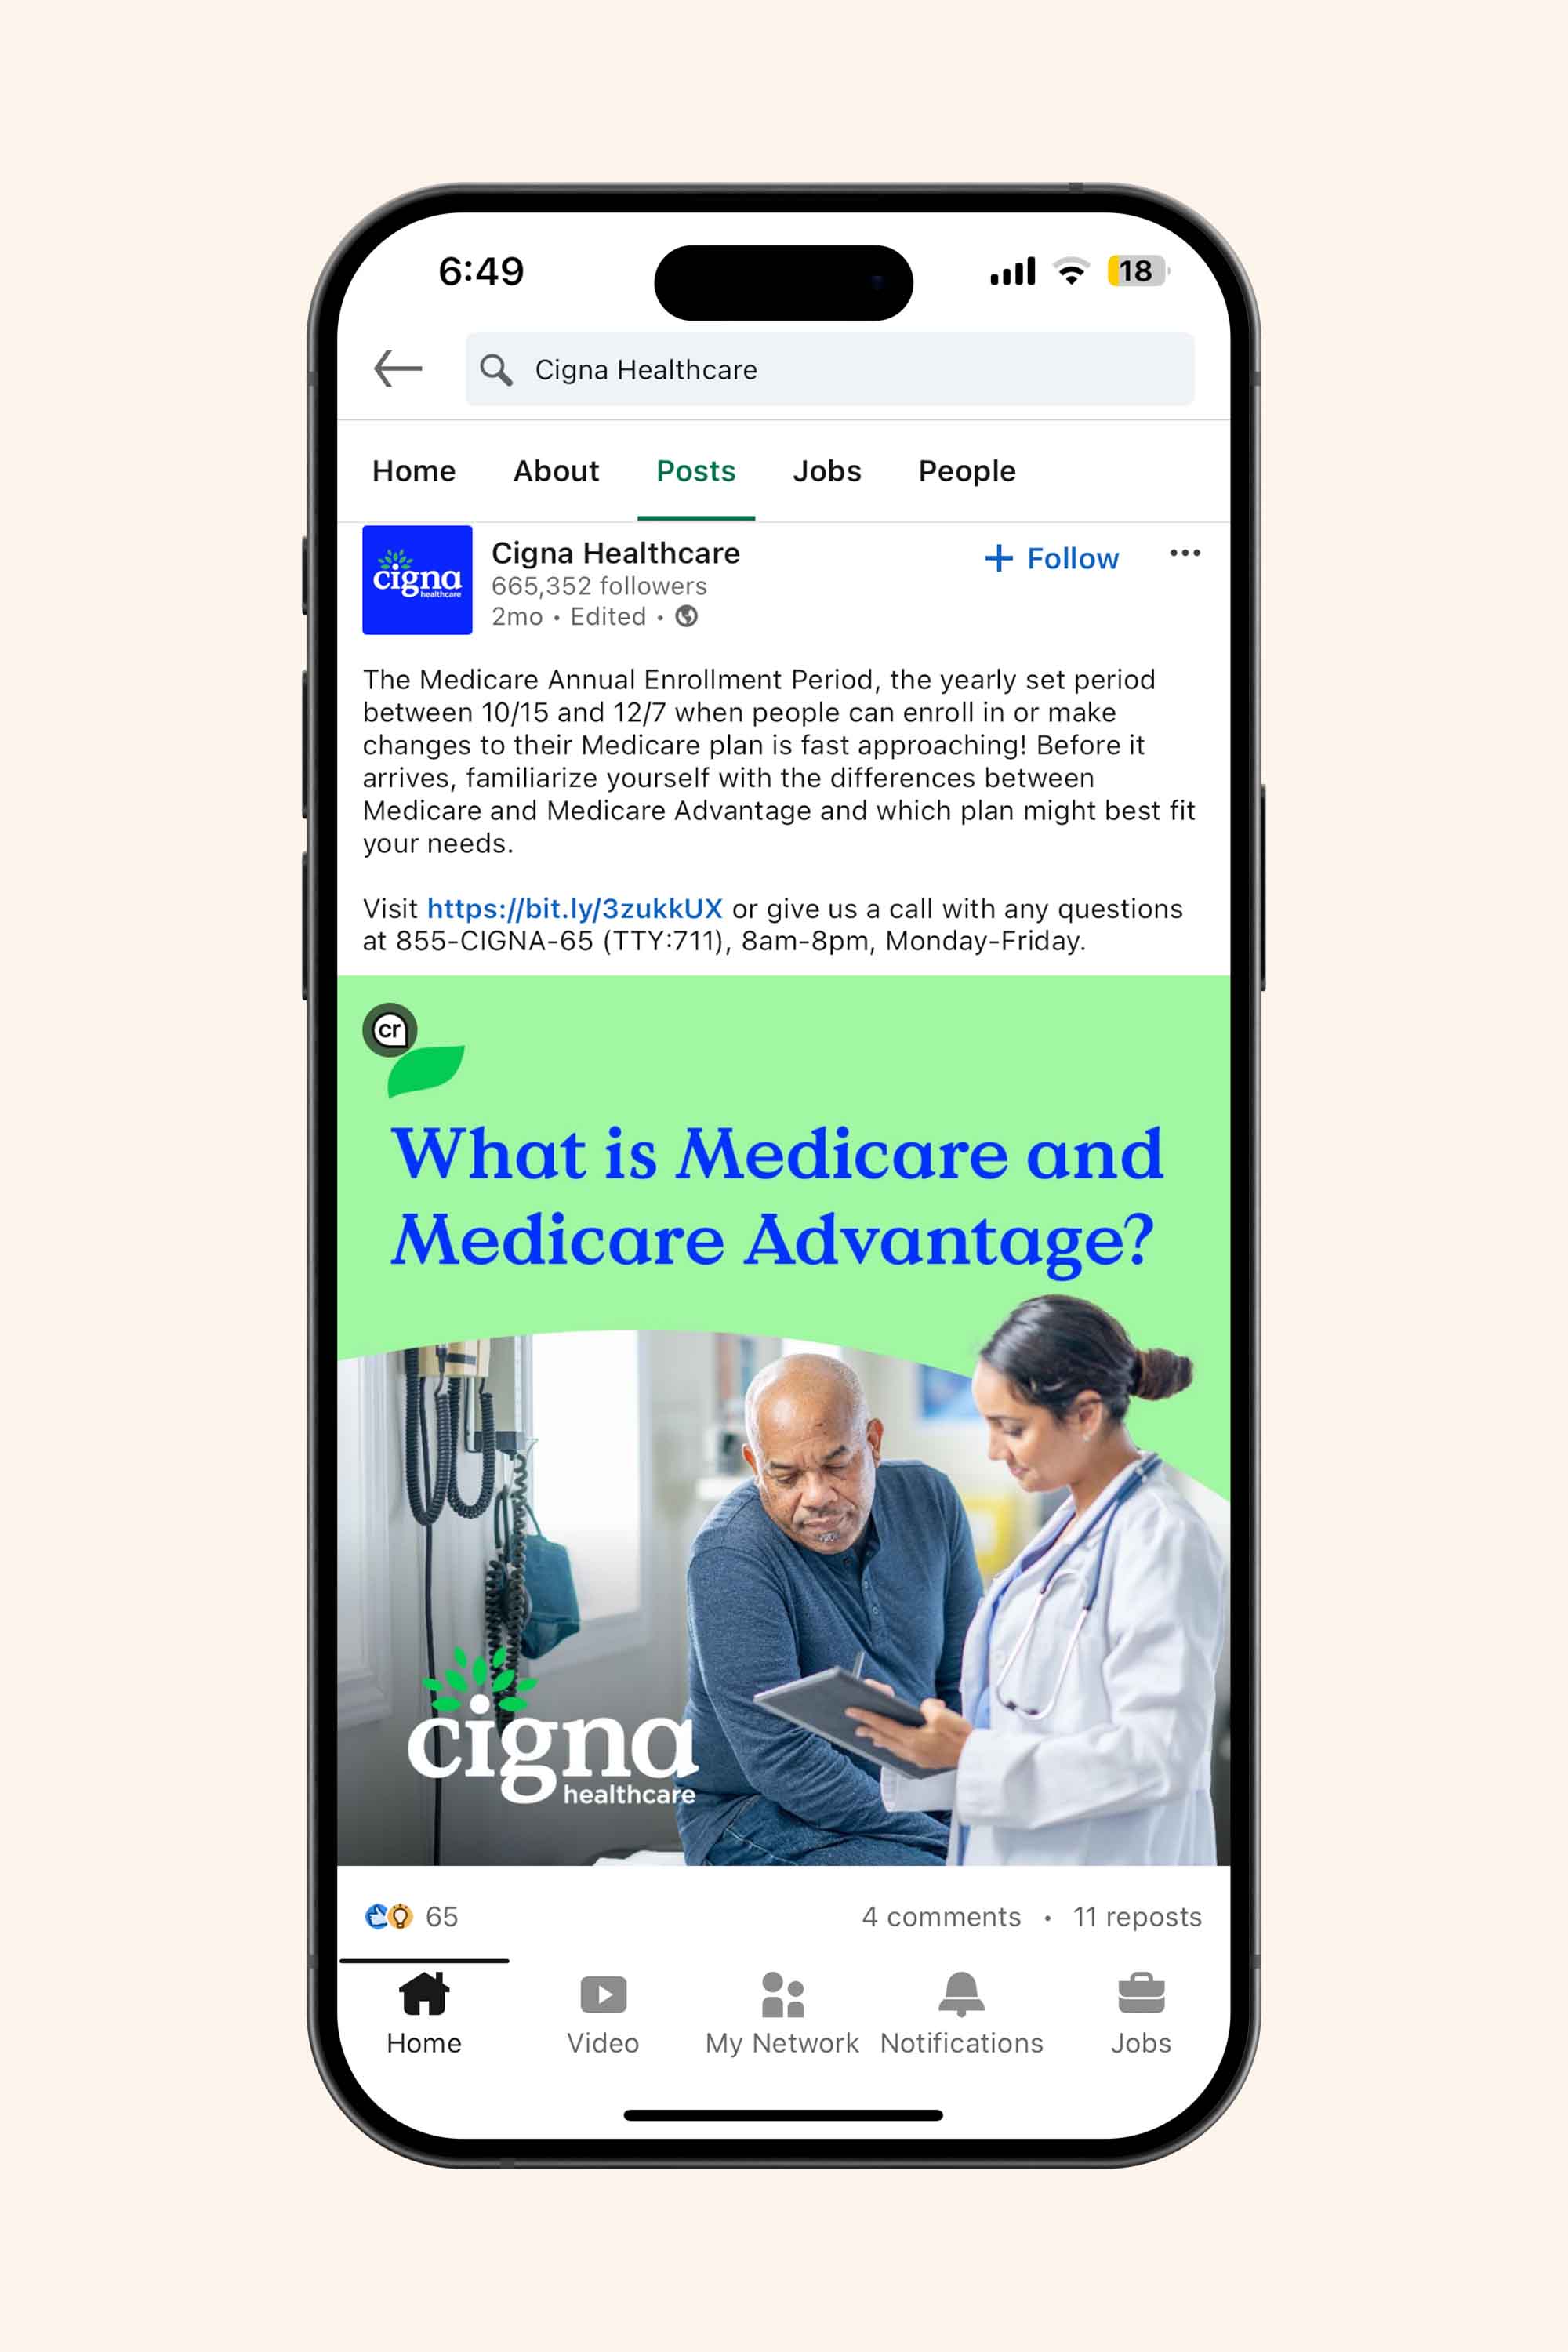 6:49
18
Cigna Healthcare
Home About Posts Jobs People
cigna
healthcare
Cigna Healthcare
665,352 followers
2mo • Edited •
+ Follow
The Medicare Annual Enrollment Period, the yearly set period
between 10/15 and 12/7 when people can enroll in or make
changes to their Medicare plan is fast approaching! Before it
arrives, familiarize yourself with the differences between
Medicare and Medicare Advantage and which plan might best fit
your needs.
Visit https://bit.ly/3zukkUX or give us a call with any questions
at 855-CIGNA-65 (TTY:711), 8am-8pm, Monday-Friday.
cr
What is Medicare and
Medicare Advantage?
cigna
healthcare
65
4 comments • 11 reposts
Home Video My Network Notifications Jobs